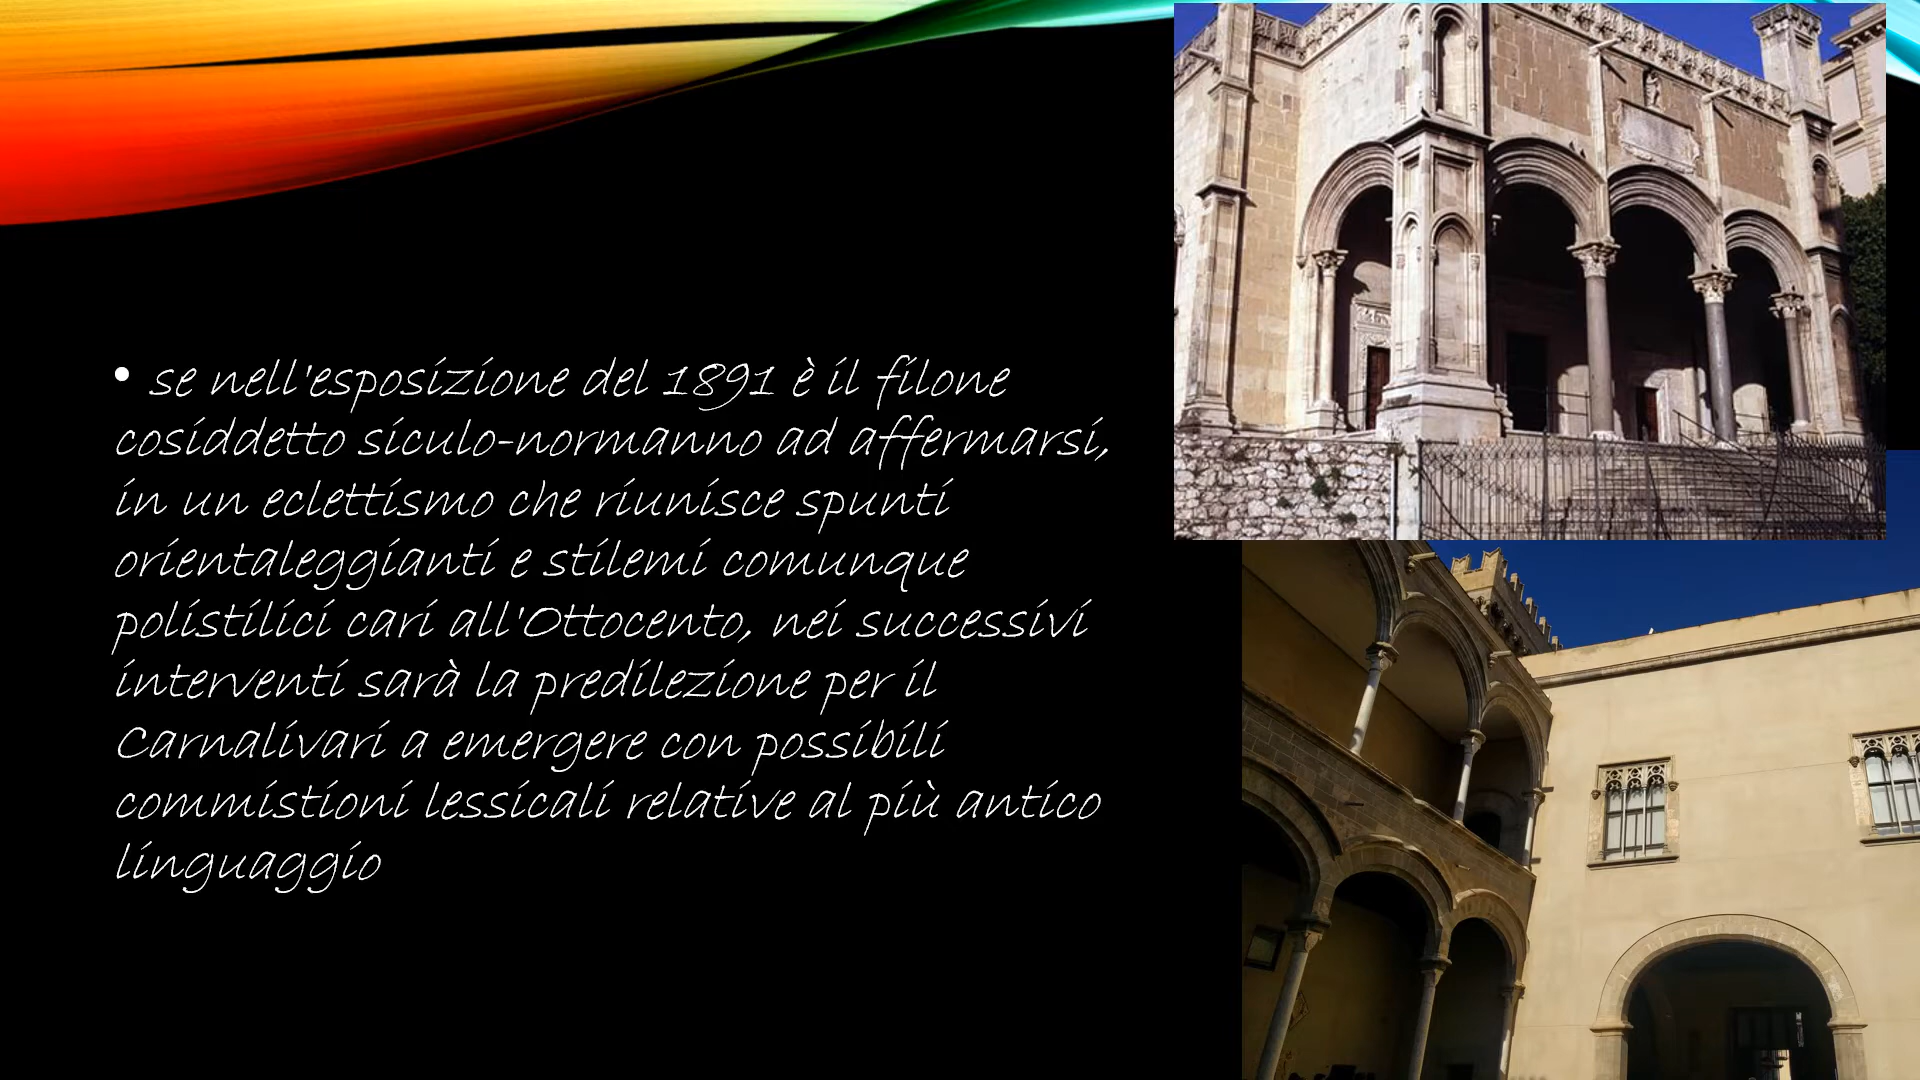 • se nell'esposizione del 1891 è il filone
cosiddetto siculo-normanno ad affermarsi,
in un eclettismo che riunisce spunti
orientaleggianti e stilemi comunque
polistilici cari all'Ottocento, nei successivi
interventi sarà la predilezione per il
Carnalivari a emergere con possibili
commistioni lessicali relative al più antico
linguaggio